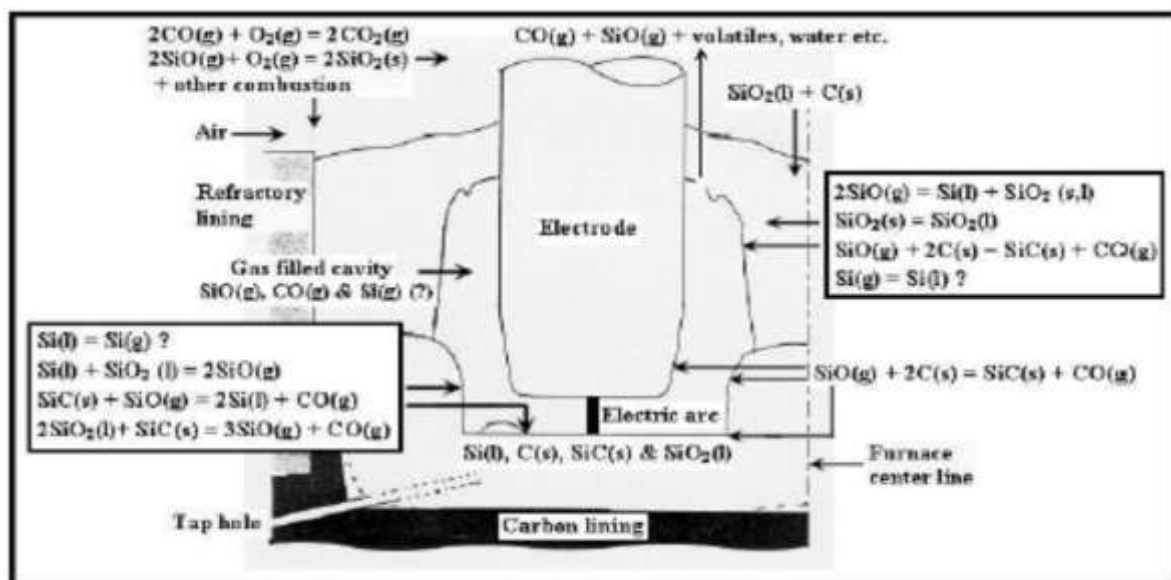 2CO(g) + O₂(g) = 2CO₂(g)
2SiO(g)+ O₂(g) = 2SiO₂(s)
+ other combustion
CO(g) + SiO(g) + volatiles, water etc.
SiO₂(l) + C(s)
Air
Refractory
lining
Electrode
2SiO(g) = Si(l) + SiO₂ (s,l)
SiO₂(s) = SiO₂(l)
SiO(g) + 2C(s) = SiC(s) + CO(g)
Si(g) = Si(l) ?
Gas filled cavity
SiO(g), CO(g) & Si(g) (?)
Si(l) = Si(g) ?
Si(l) + SiO₂ (l) = 2SiO(g)
SiC(s) + SiO(g) = 2Si(l) + CO(g)
2SiO₂(l)+ SiC(s) = 3SiO(g) + CO(g)
SiO(g) + 2C(s) = SiC(s) + CO(g)
Electric arc
Si(l), C(s), SiC(s) & SiO₂(l)
Furnace
center line
Tap hole
Carbon lining